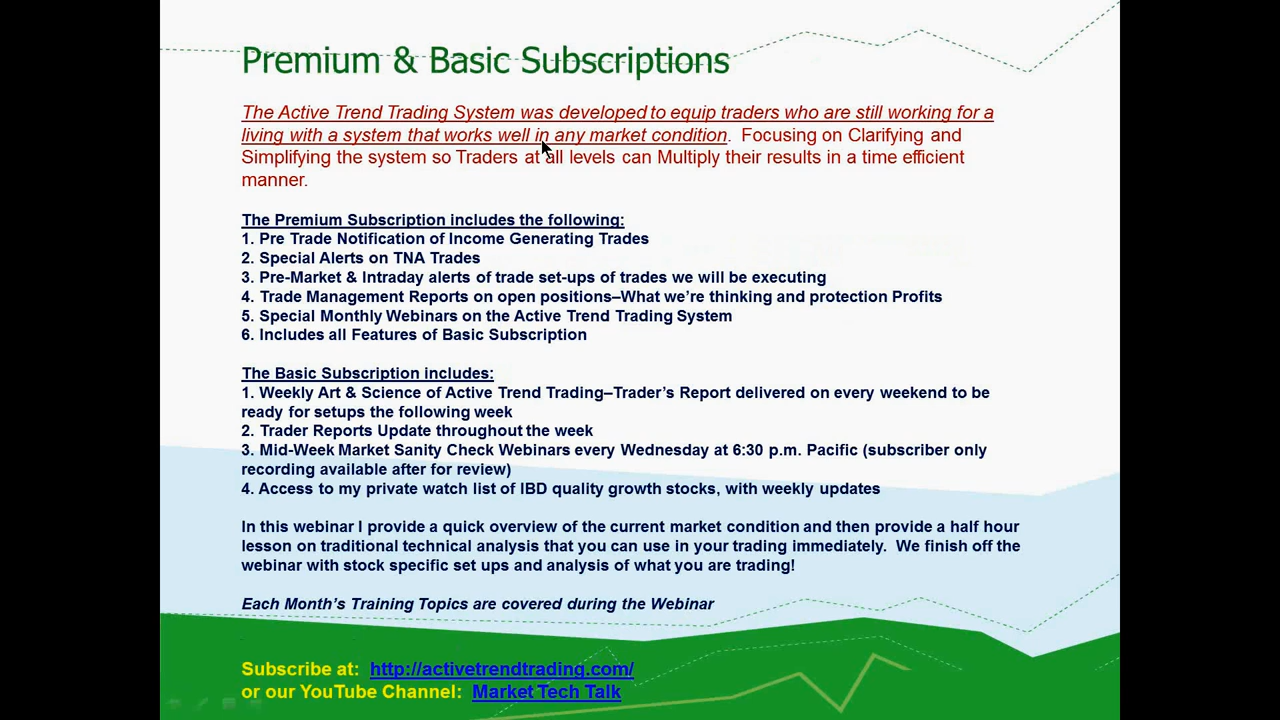 Premium & Basic Subscriptions
The Active Trend Trading System was developed to equip traders who are still working for a
living with a system that works well in any market condition.  Focusing on Clarifying and
Simplifying the system so Traders at all levels can Multiply their results in a time efficient
manner.
The Premium Subscription includes the following:
1. Pre Trade Notification of Income Generating Trades
2. Special Alerts on TNA Trades
3. Pre-Market & Intraday alerts of trade set-ups of trades we will be executing
4. Trade Management Reports on open positions–What we're thinking and protection Profits
5. Special Monthly Webinars on the Active Trend Trading System
6. Includes all Features of Basic Subscription
The Basic Subscription includes:
1. Weekly Art & Science of Active Trend Trading–Trader's Report delivered on every weekend to be
ready for setups the following week
2. Trader Reports Update throughout the week
3. Mid-Week Market Sanity Check Webinars every Wednesday at 6:30 p.m. Pacific (subscriber only
recording available after for review)
4. Access to my private watch list of IBD quality growth stocks, with weekly updates
In this webinar I provide a quick overview of the current market condition and then provide a half hour
lesson on traditional technical analysis that you can use in your trading immediately.  We finish off the
webinar with stock specific set ups and analysis of what you are trading!
Each Month's Training Topics are covered during the Webinar
Subscribe at:  http://activetrendtrading.com/
or our YouTube Channel:  Market Tech Talk